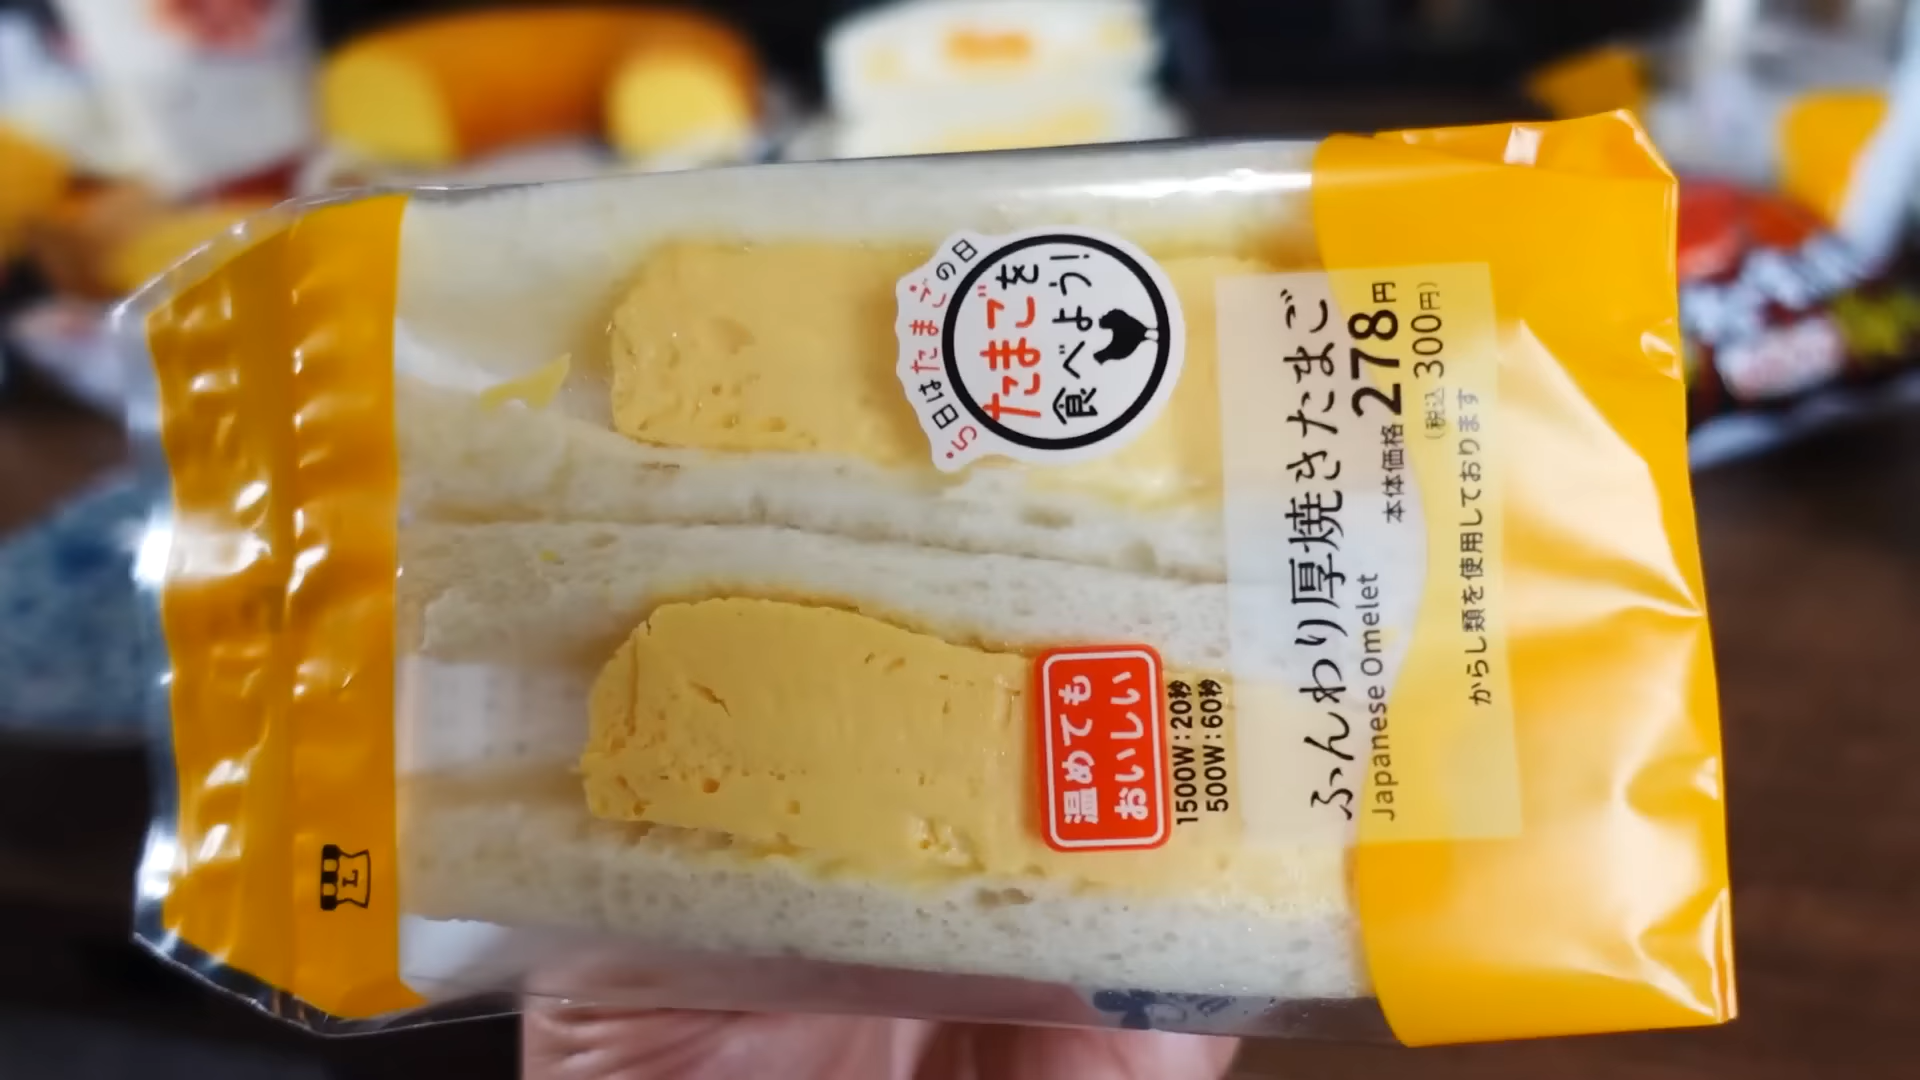 5日はたまごの日
たまごを
食べよう!
ふんわり厚焼きたまご
Japanese Omelet
本体価格278円
(税込300円)
からし類を使用しております
温めても
おいしい
1500W:20秒
500W:60秒
L